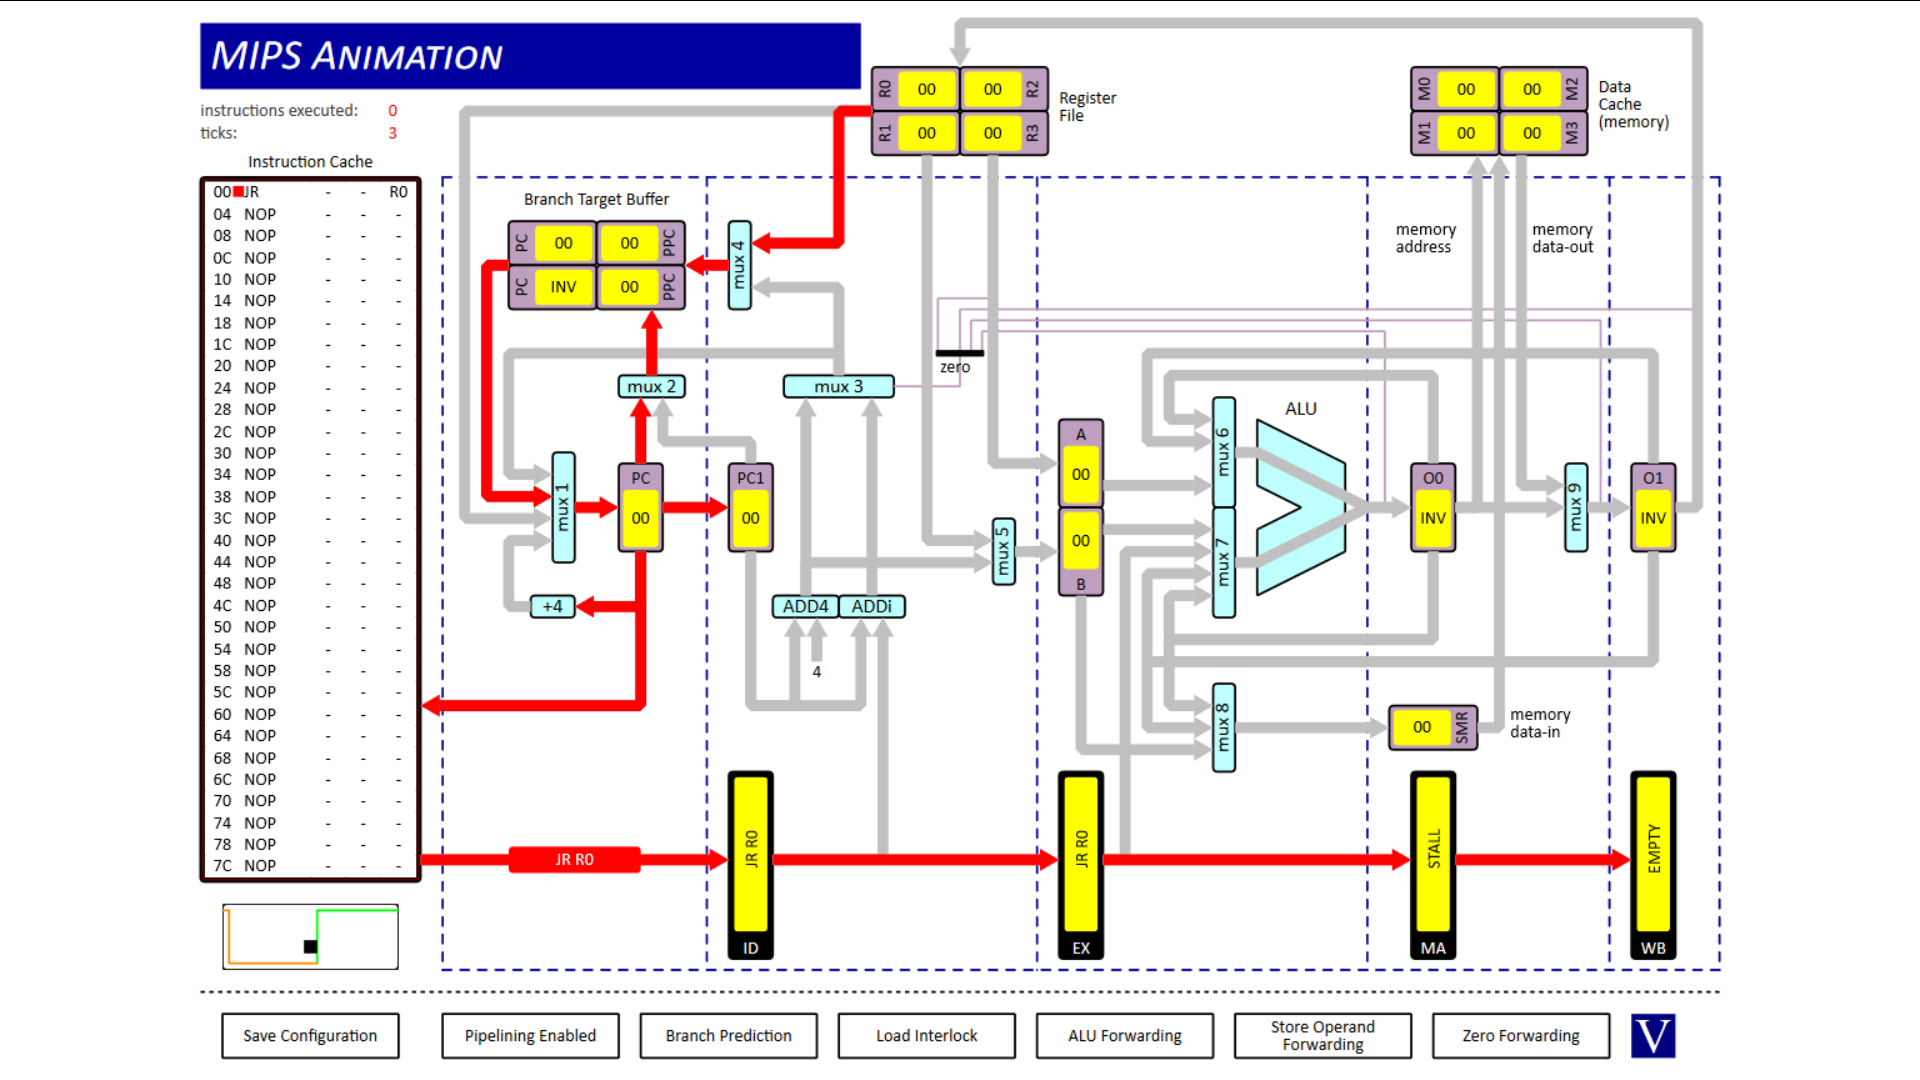 MIPS ANIMATION
instructions executed: 0
ticks: 3
Instruction Cache
00 JR - - R0
04 NOP - - -
08 NOP - - -
0C NOP - - -
10 NOP - - -
14 NOP - - -
18 NOP - - -
1C NOP - - -
20 NOP - - -
24 NOP - - -
28 NOP - - -
2C NOP - - -
30 NOP - - -
34 NOP - - -
38 NOP - - -
3C NOP - - -
40 NOP - - -
44 NOP - - -
48 NOP - - -
4C NOP - - -
50 NOP - - -
54 NOP - - -
58 NOP - - -
5C NOP - - -
60 NOP - - -
64 NOP - - -
68 NOP - - -
6C NOP - - -
70 NOP - - -
74 NOP - - -
78 NOP - - -
7C NOP - - -
R0 00 00 R2
R1 00 00 R3
Register
File
M0 00 00 M2
M1 00 00 M3
Data
Cache
(memory)
Branch Target Buffer
PC 00 00 PPC
PC INV 00 PPC
mux 4
memory
address
memory
data-out
zero
mux 2
mux 3
mux 1
PC
00
PC1
00
+4
ADD4
ADDi
4
mux 5
A
00
00
B
mux 6
mux 7
ALU
O0
INV
mux 9
O1
INV
mux 8
00 SMR
memory
data-in
JR R0
JR R0
ID
JR R0
EX
STALL
MA
EMPTY
WB
Save Configuration
Pipelining Enabled
Branch Prediction
Load Interlock
ALU Forwarding
Store Operand
Forwarding
Zero Forwarding
V